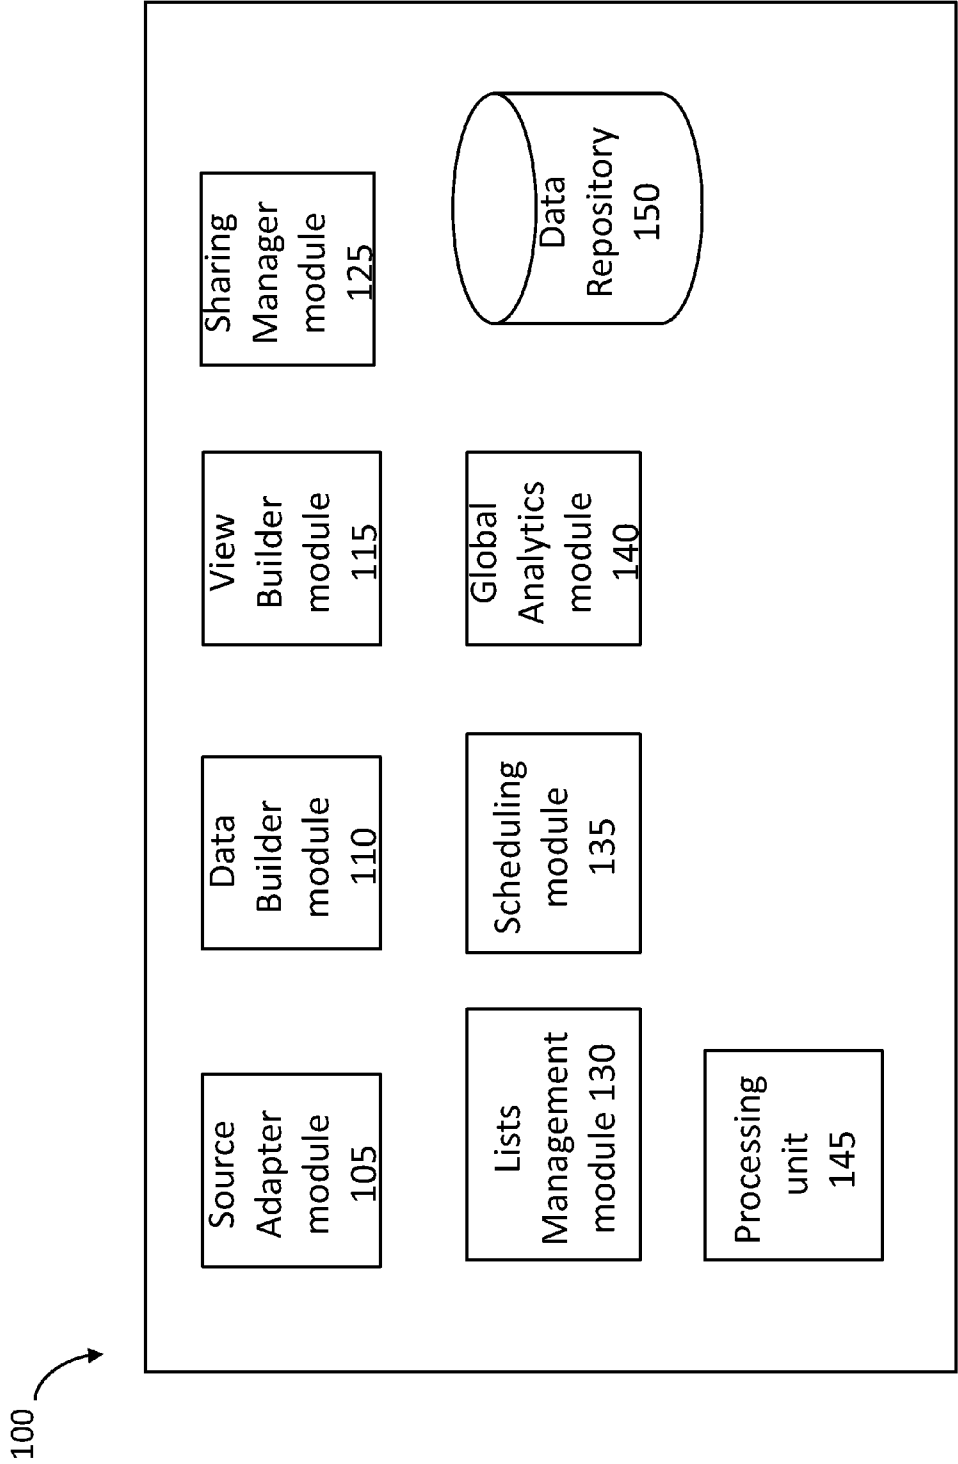 100
Source
Adapter
module
105
Data
Builder
module
110
View
Builder
module
115
Sharing
Manager
module
125
Lists
Management
module 130
Scheduling
module
135
Global
Analytics
module
140
Data
Repository
150
Processing
unit
145